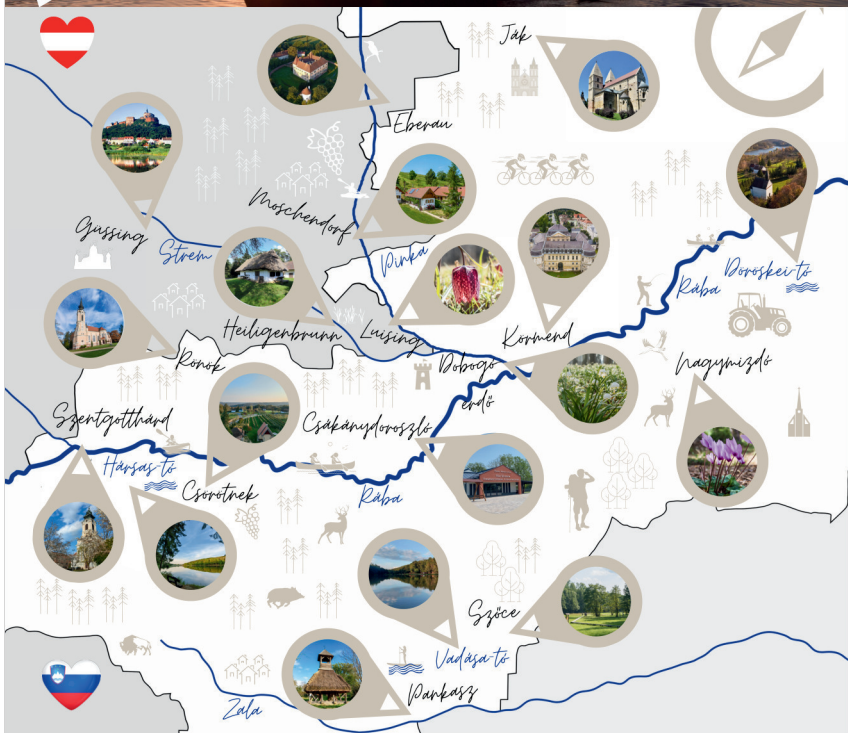 Ják
Eberau
Moschendorf
Güssing
Strem
Pinka
Doroskei-tó
Rába
Körmend
Heiligenbrunn
Luising
Rönök
Dobogó
erdő
Nagymizdó
Szentgotthárd
Csákánydoroszló
Hársas-tó
Csörötnek
Rába
Szőce
Vadása-tó
Pankasz
Zala